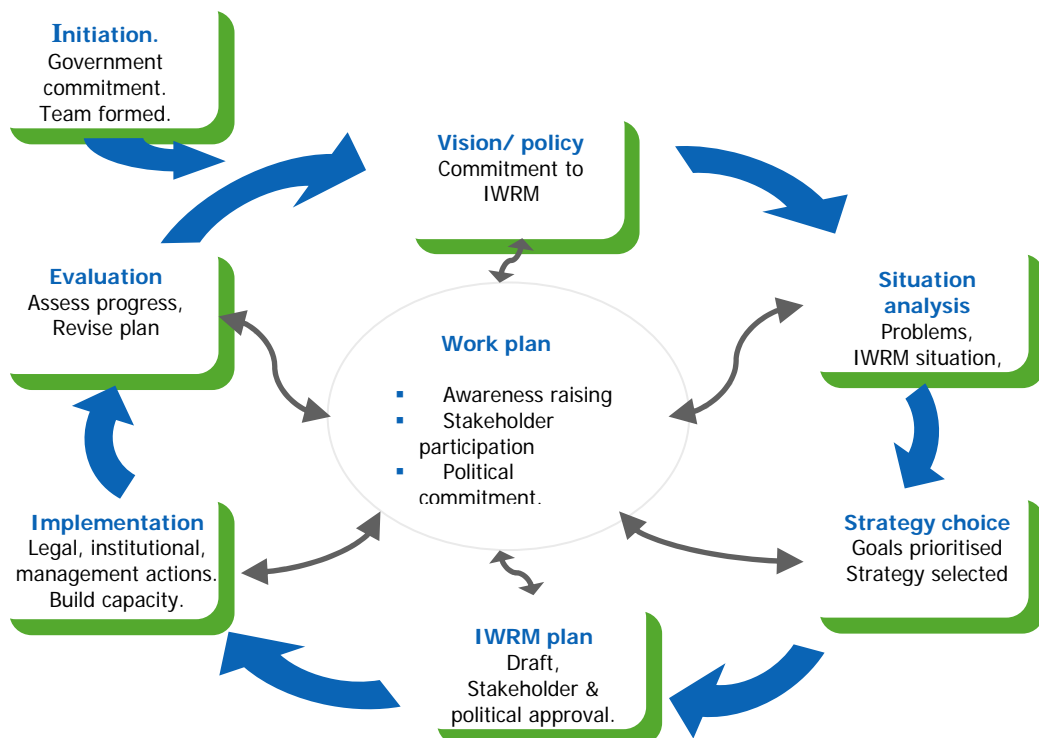 Initiation.
Government
commitment.
Team formed.
Vision/ policy
Commitment to
IWRM
Situation
analysis
Problems,
IWRM situation,
Strategy choice
Goals prioritised
Strategy selected
IWRM plan
Draft,
Stakeholder &
political approval.
Implementation
Legal, institutional,
management actions.
Build capacity.
Evaluation
Assess progress,
Revise plan
Work plan
▪ Awareness raising
▪ Stakeholder
participation
▪ Political
commitment.